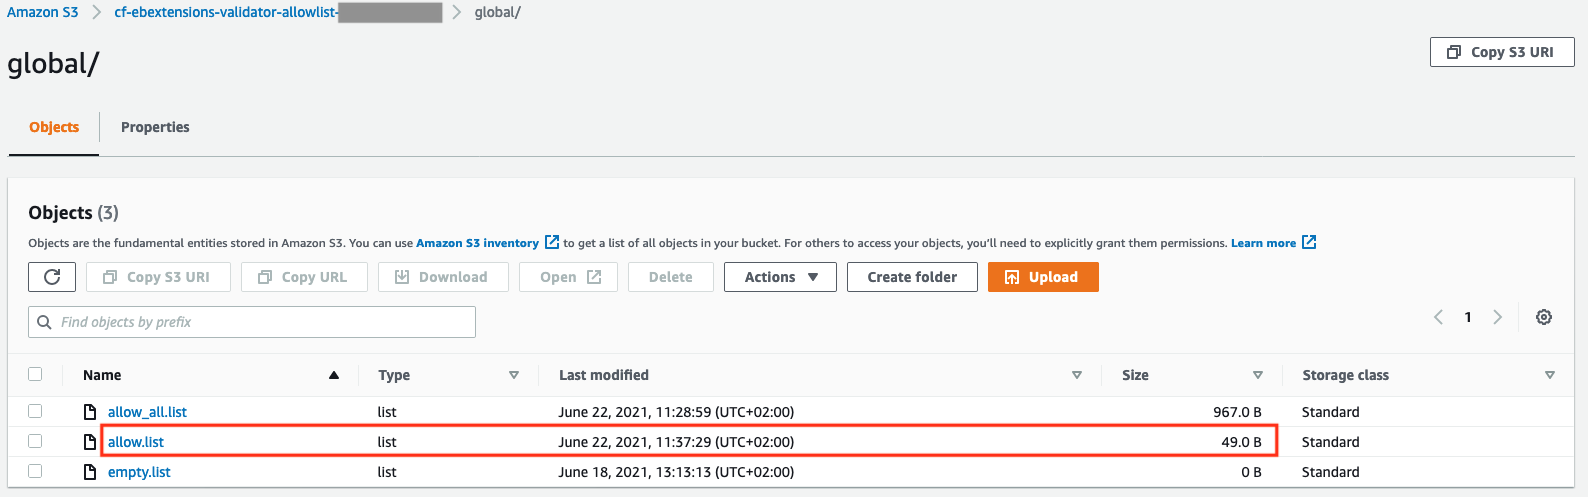 Amazon S3 > cf-ebextensions-validator-allowlist- > global/
global/
Copy S3 URI
Objects Properties
Objects (3)
Objects are the fundamental entities stored in Amazon S3. You can use Amazon S3 inventory to get a list of all objects in your bucket. For others to access your objects, you'll need to explicitly grant them permissions. Learn more
Copy S3 URI Copy URL Download Open Delete Actions Create folder Upload
Find objects by prefix
1
Name Type Last modified Size Storage class
allow_all.list list June 22, 2021, 11:28:59 (UTC+02:00) 967.0 B Standard
allow.list list June 22, 2021, 11:37:29 (UTC+02:00) 49.0 B Standard
empty.list list June 18, 2021, 13:13:13 (UTC+02:00) 0 B Standard